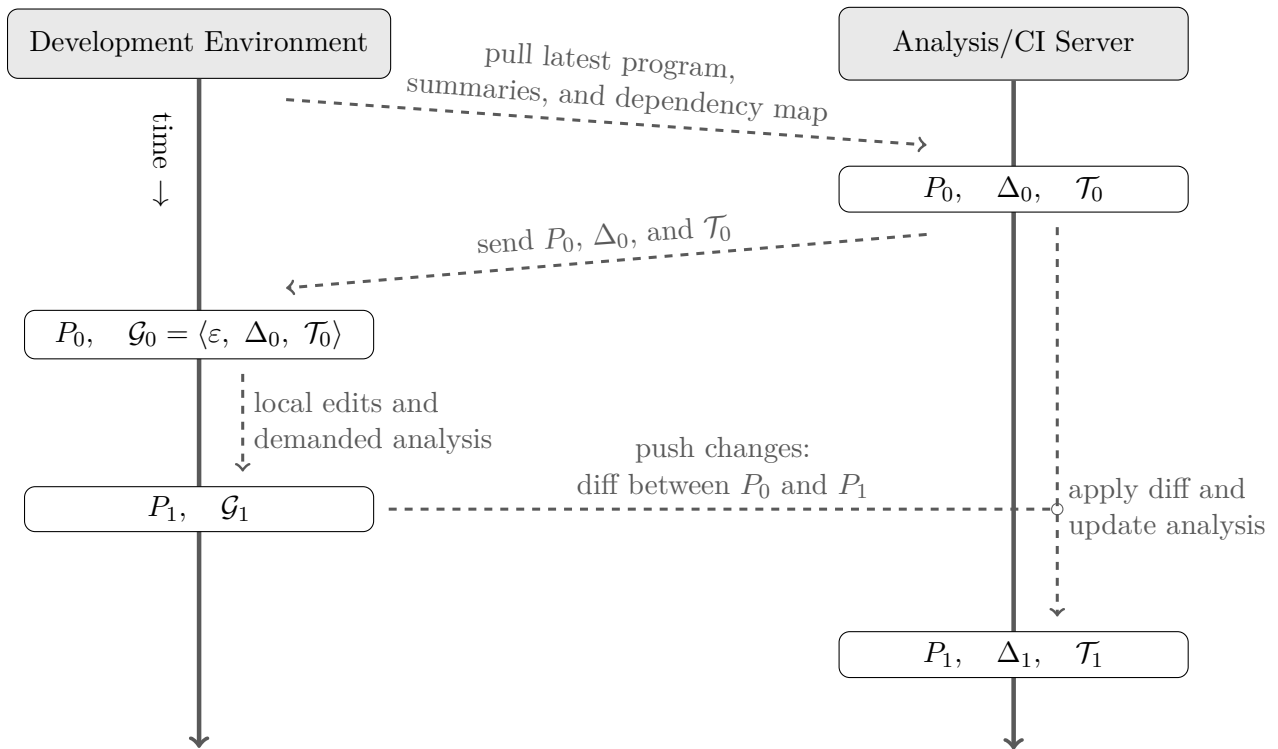 Development Environment
Analysis/CI Server
pull latest program,
summaries, and dependency map
time →
P₀, Δ₀, 𝒯₀
send P₀, Δ₀, and 𝒯₀
P₀, 𝒢₀ = ⟨ε, Δ₀, 𝒯₀⟩
local edits and
demanded analysis
push changes:
diff between P₀ and P₁
apply diff and
update analysis
P₁, 𝒢₁
P₁, Δ₁, 𝒯₁